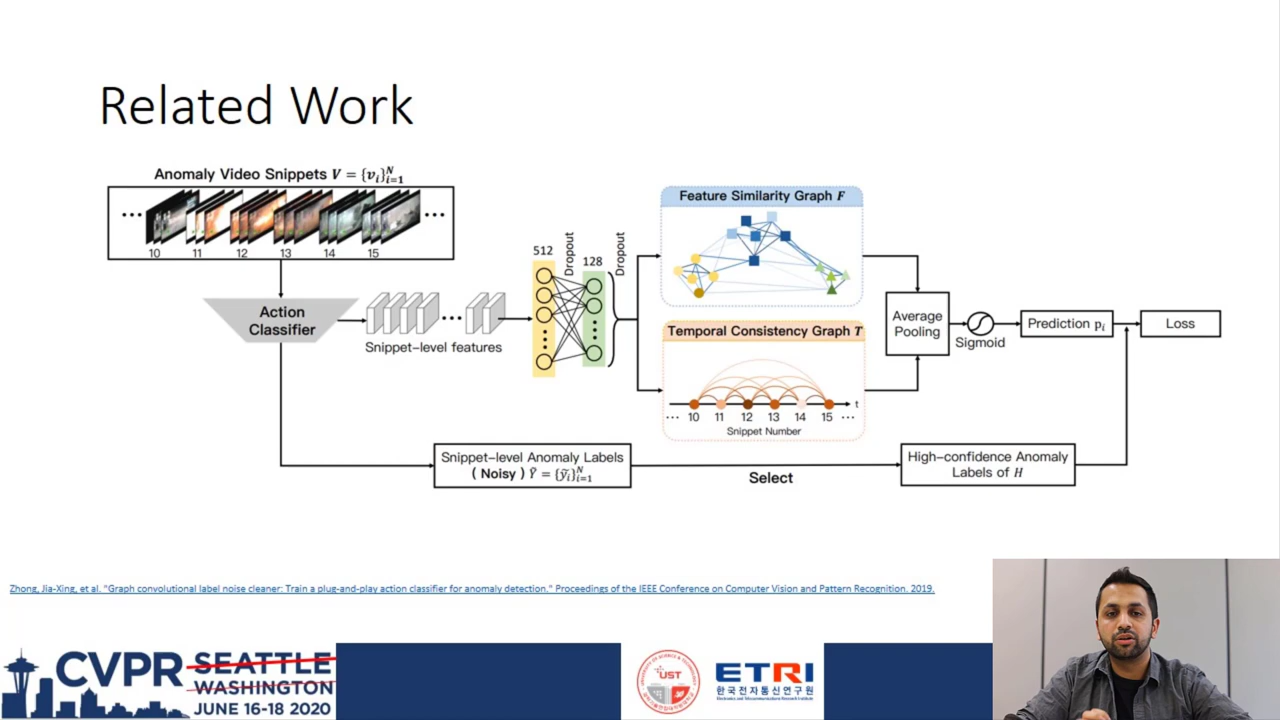 Related Work
Anomaly Video Snippets V = {v_i}_{i=1}^N
... ...
10 11 12 13 14 15
Action
Classifier
Snippet-level features
512
Dropout
128
Dropout
Feature Similarity Graph F
Temporal Consistency Graph T
t
... 10 11 12 13 14 15 ...
Snippet Number
Average
Pooling
Sigmoid
Prediction p_i
Loss
Snippet-level Anomaly Labels
( Noisy ) Ŷ = {ỹ_i}_{i=1}^N
Select
High-confidence Anomaly
Labels of H
Zhong, Jia-Xing, et al. "Graph convolutional label noise cleaner: Train a plug-and-play action classifier for anomaly detection." Proceedings of the IEEE Conference on Computer Vision and Pattern Recognition. 2019.
CVPR SEATTLE
WASHINGTON
JUNE 16-18 2020
UST
ETRI
한국전자통신연구원
Electronics and Telecommunications Research Institute